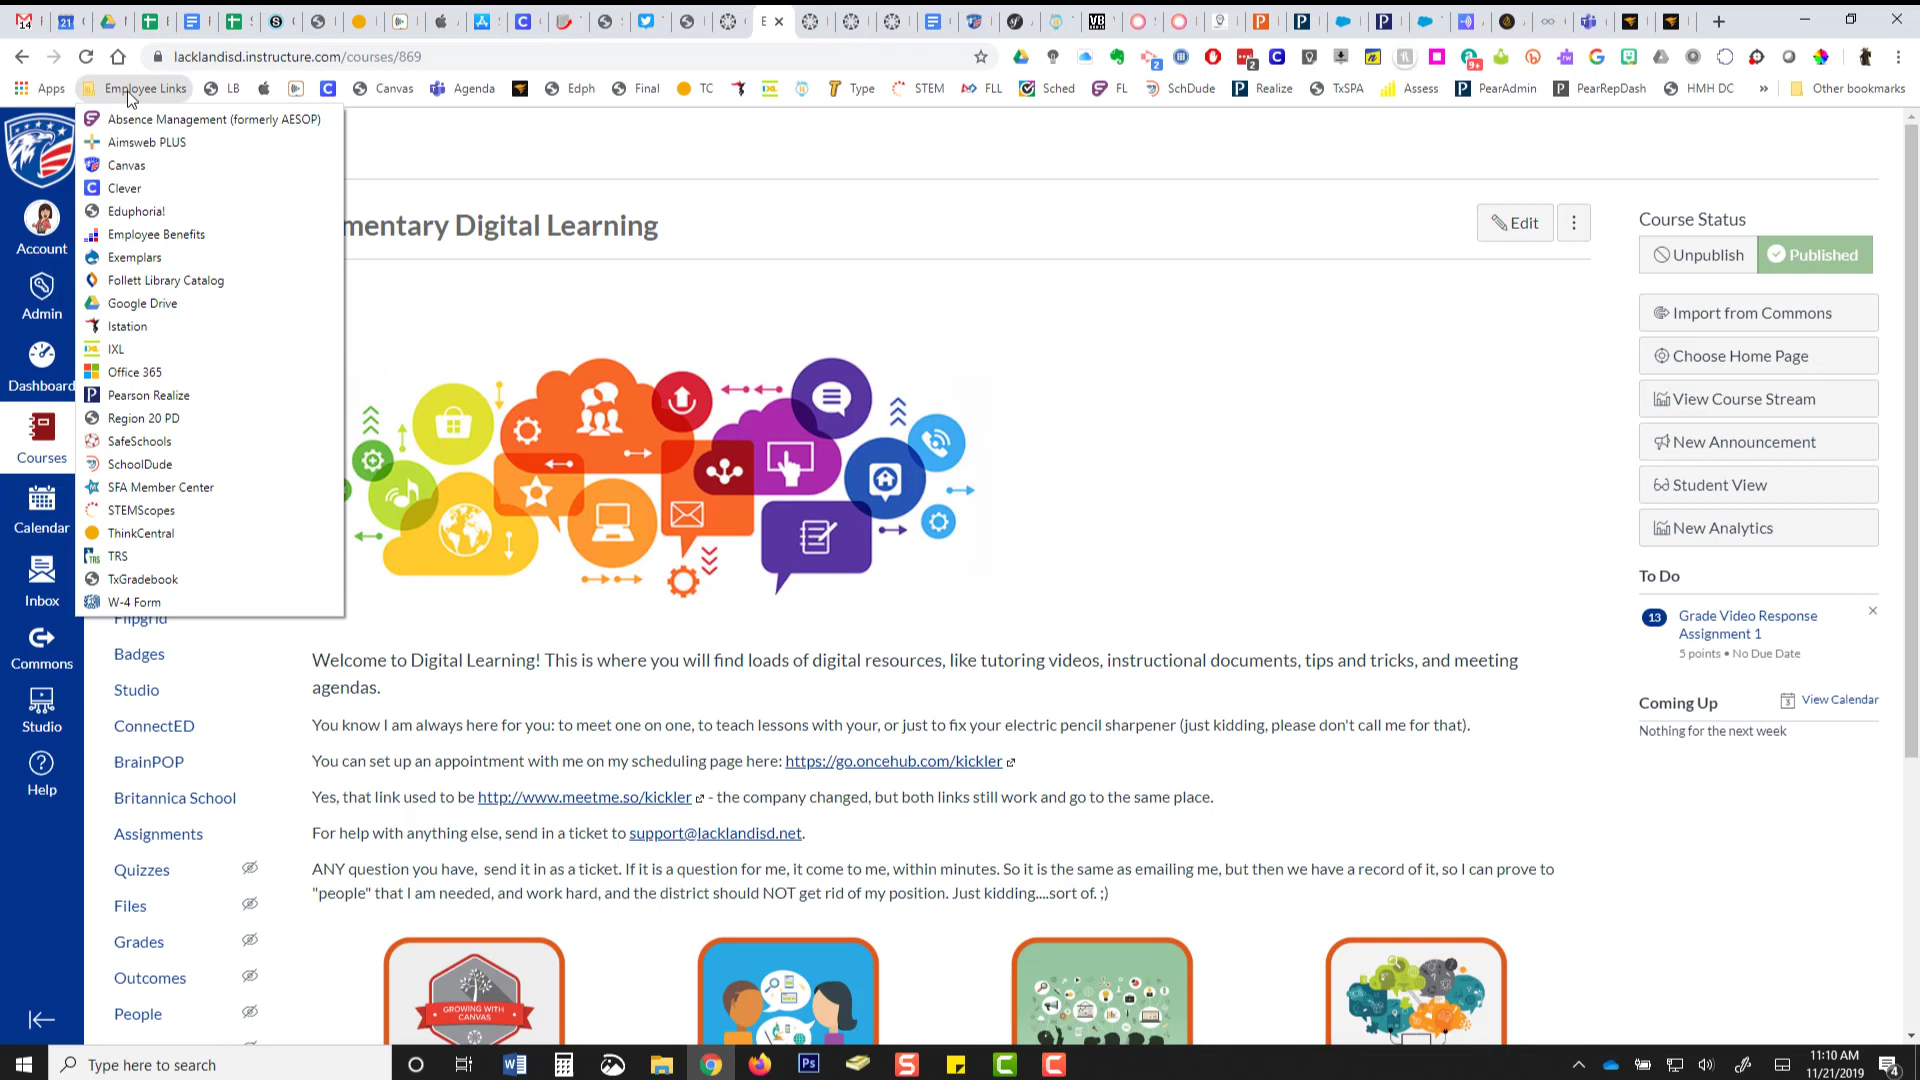 lacklandisd.instructure.com/courses/869
Apps
Employee Links
LB
Canvas
Agenda
Edph
Final
TC
Type
STEM
FLL
Sched
FL
SchDude
Realize
TxSPA
Assess
PearAdmin
PearRepDash
HMH DC
»
Other bookmarks
Absence Management (formerly AESOP)
Aimsweb PLUS
Canvas
Clever
Eduphoria!
Employee Benefits
Exemplars
Follett Library Catalog
Google Drive
Istation
IXL
Office 365
Pearson Realize
Region 20 PD
SafeSchools
SchoolDude
SFA Member Center
STEMScopes
ThinkCentral
TRS
TxGradebook
W-4 Form
Account
Admin
Dashboard
Courses
Calendar
Inbox
Commons
Studio
Help
Flipgrid
Badges
Studio
ConnectED
BrainPOP
Britannica School
Assignments
Quizzes
Files
Grades
Outcomes
People
mentary Digital Learning
Edit
Welcome to Digital Learning! This is where you will find loads of digital resources, like tutoring videos, instructional documents, tips and tricks, and meeting
agendas.
You know I am always here for you: to meet one on one, to teach lessons with your, or just to fix your electric pencil sharpener (just kidding, please don't call me for that).
You can set up an appointment with me on my scheduling page here: https://go.oncehub.com/kickler
Yes, that link used to be http://www.meetme.so/kickler - the company changed, but both links still work and go to the same place.
For help with anything else, send in a ticket to support@lacklandisd.net.
ANY question you have, send it in as a ticket. If it is a question for me, it come to me, within minutes. So it is the same as emailing me, but then we have a record of it, so I can prove to
"people" that I am needed, and work hard, and the district should NOT get rid of my position. Just kidding....sort of. ;)
GROWING WITH
CANVAS
Course Status
Unpublish
Published
Import from Commons
Choose Home Page
View Course Stream
New Announcement
Student View
New Analytics
To Do
13
Grade Video Response
Assignment 1
5 points • No Due Date
Coming Up
3
View Calendar
Nothing for the next week
Type here to search
11:10 AM
11/21/2019
4